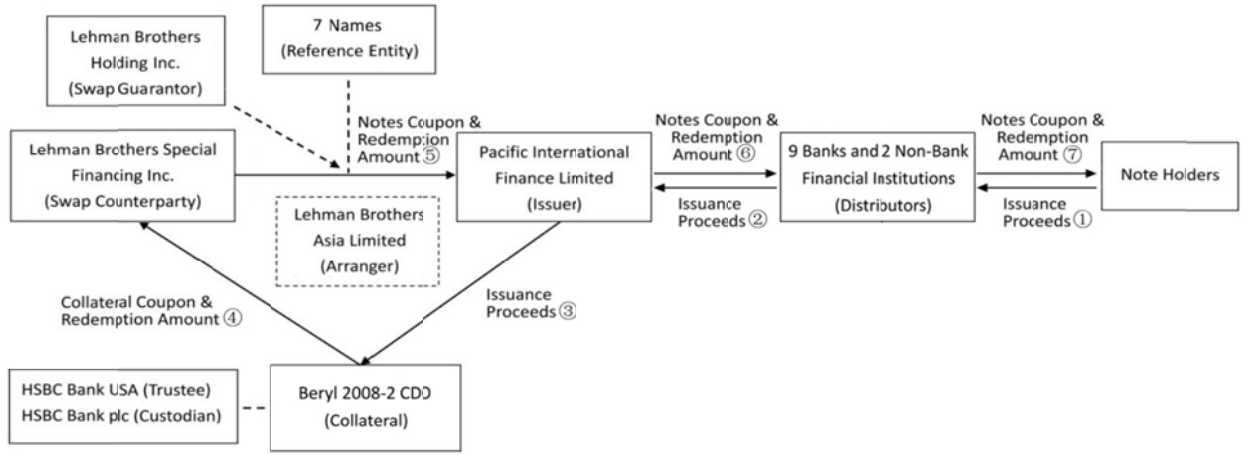 Lehman Brothers
Holding Inc.
(Swap Guarantor)
7 Names
(Reference Entity)
Lehman Brothers Special
Financing Inc.
(Swap Counterparty)
Notes Coupon &
Redemption
Amount ⑤
Pacific International
Finance Limited
(Issuer)
Notes Coupon &
Redemption
Amount ⑥
Issuance
Proceeds ②
9 Banks and 2 Non-Bank
Financial Institutions
(Distributors)
Notes Coupon &
Redemption
Amount ⑦
Issuance
Proceeds ①
Note Holders
Lehman Brothers
Asia Limited
(Arranger)
Collateral Coupon &
Redemption Amount ④
Issuance
Proceeds ③
HSBC Bank USA (Trustee)
HSBC Bank plc (Custodian)
Beryl 2008-2 CDO
(Collateral)